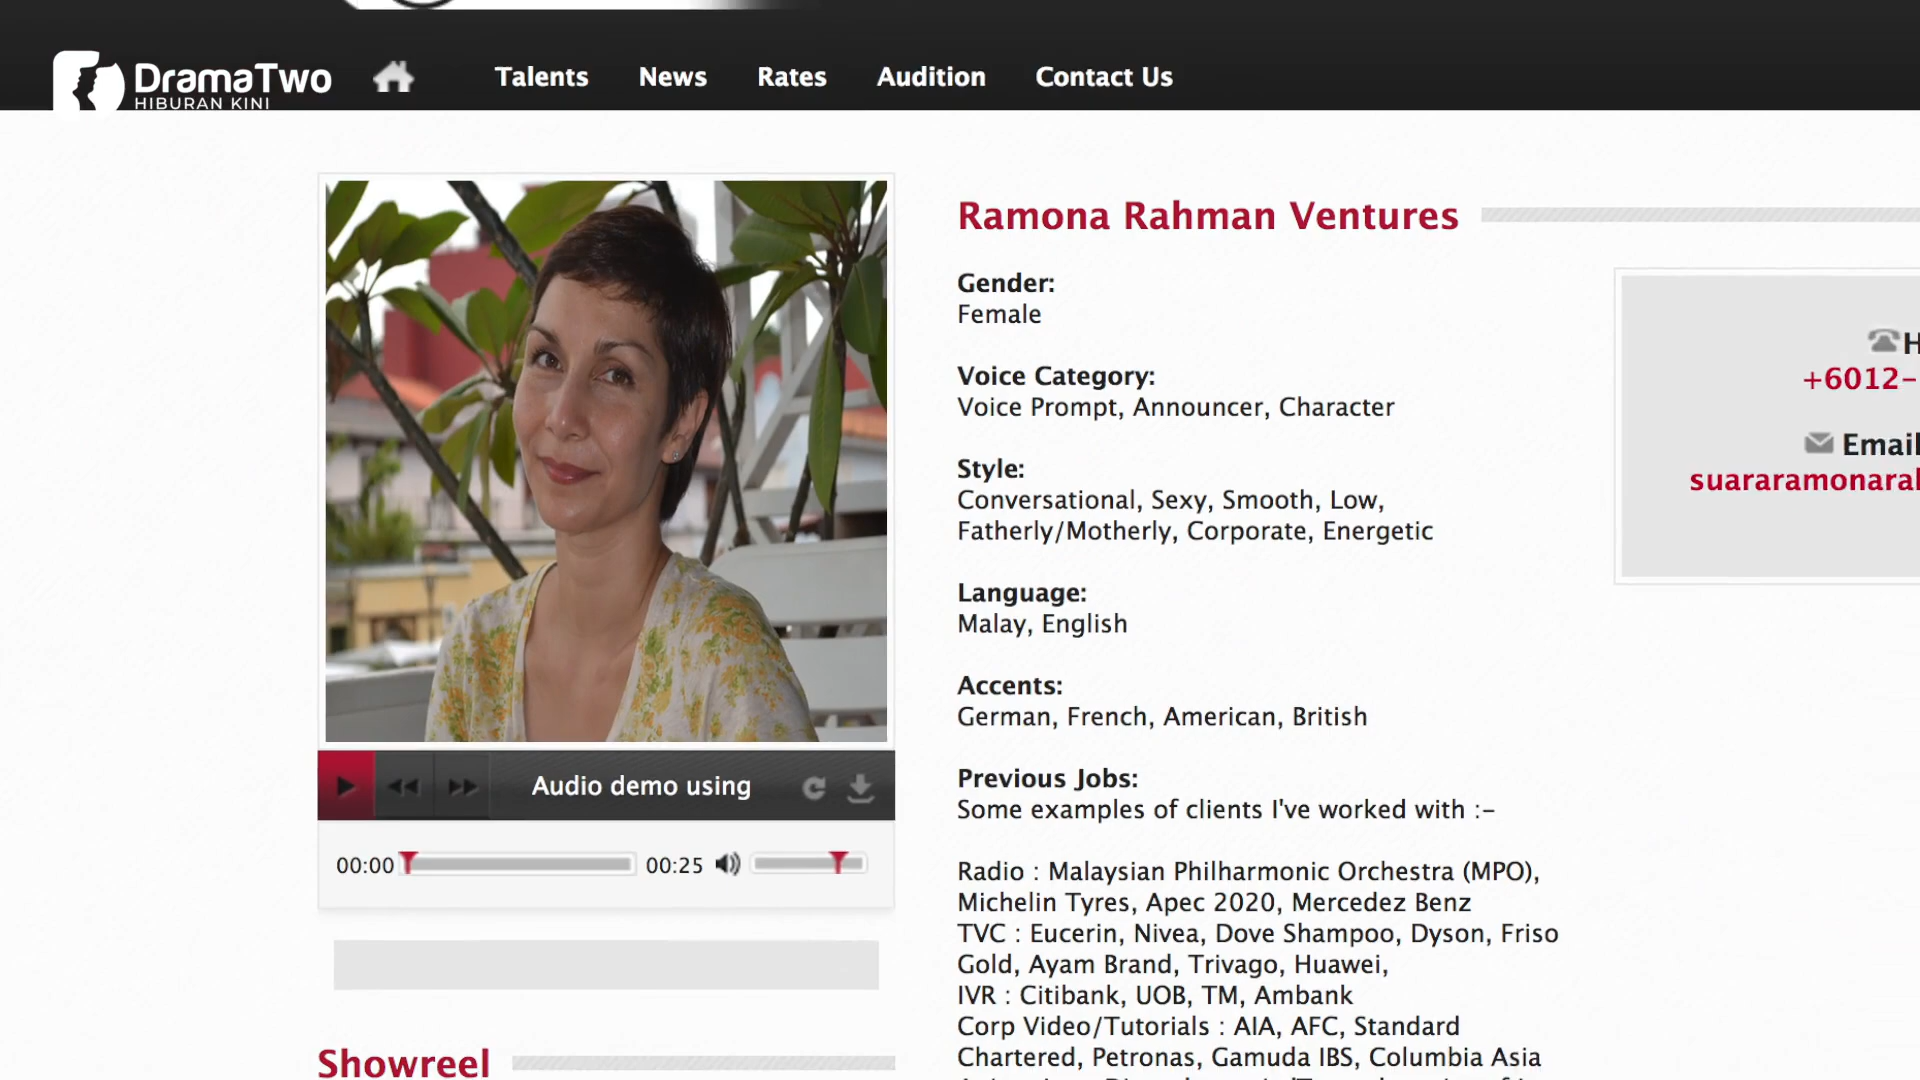 DramaTwo
HIBURAN KINI
Talents
News
Rates
Audition
Contact Us
Ramona Rahman Ventures
Gender:
Female
Voice Category:
Voice Prompt, Announcer, Character
Style:
Conversational, Sexy, Smooth, Low,
Fatherly/Motherly, Corporate, Energetic
Language:
Malay, English
Accents:
German, French, American, British
Previous Jobs:
Some examples of clients I've worked with :-
Radio : Malaysian Philharmonic Orchestra (MPO),
Michelin Tyres, Apec 2020, Mercedez Benz
TVC : Eucerin, Nivea, Dove Shampoo, Dyson, Friso
Gold, Ayam Brand, Trivago, Huawei,
IVR : Citibank, UOB, TM, Ambank
Corp Video/Tutorials : AIA, AFC, Standard
Chartered, Petronas, Gamuda IBS, Columbia Asia
+6012-
Email
Audio demo using
00:00
00:25
Showreel